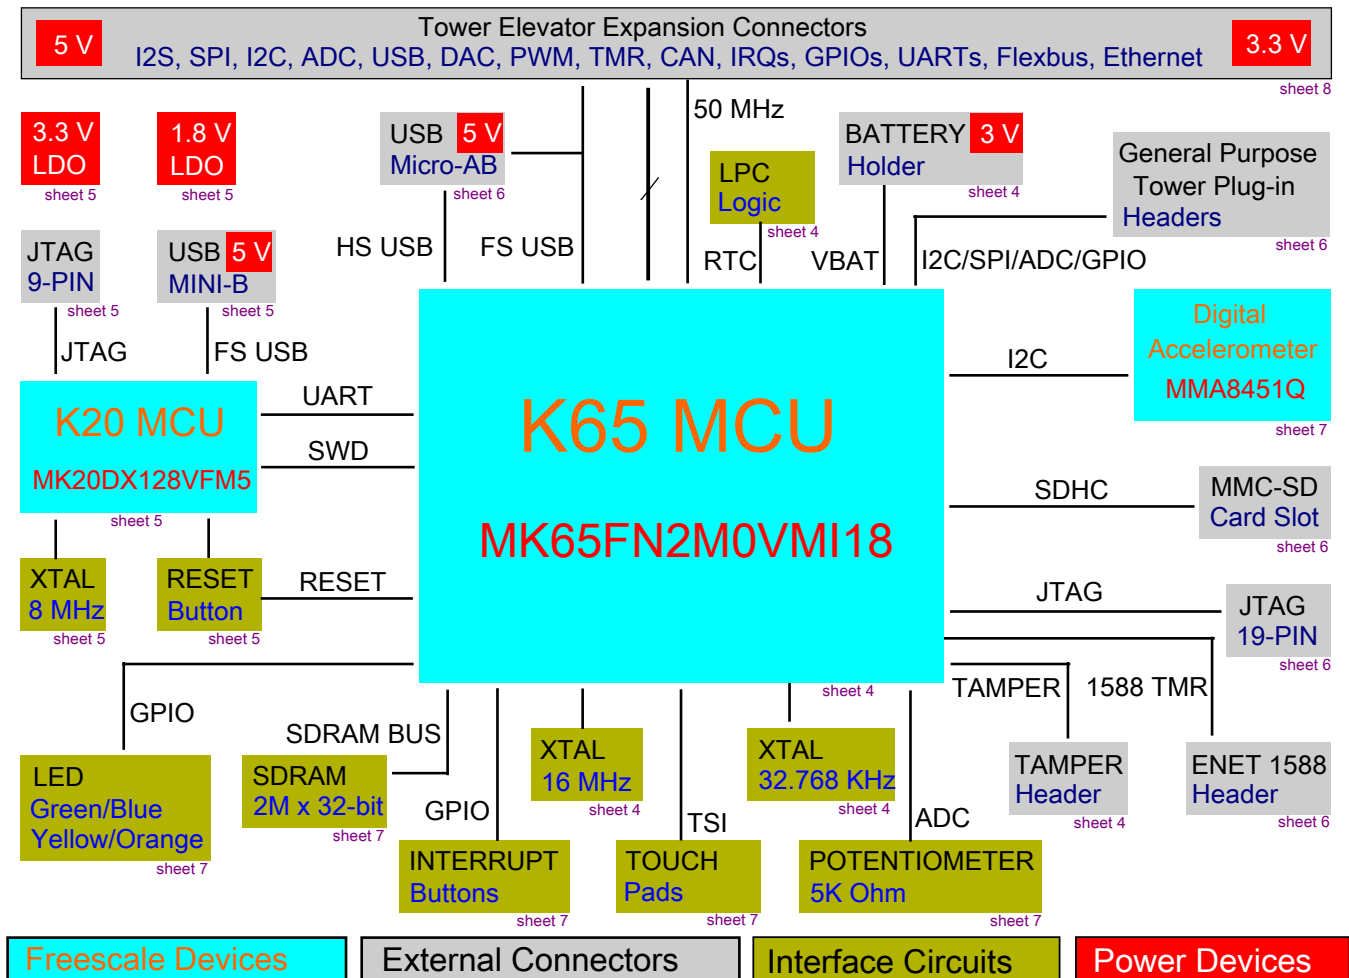 Tower Elevator Expansion Connectors
5 V
I2S, SPI, I2C, ADC, USB, DAC, PWM, TMR, CAN, IRQs, GPIOs, UARTs, Flexbus, Ethernet
3.3 V
sheet 8
3.3 V
LDO
sheet 5
1.8 V
LDO
sheet 5
USB 5 V
Micro-AB
sheet 6
50 MHz
LPC
Logic
sheet 4
BATTERY 3 V
Holder
sheet 4
General Purpose
Tower Plug-in
Headers
sheet 6
JTAG
9-PIN
sheet 5
USB 5 V
MINI-B
sheet 5
HS USB
FS USB
RTC
VBAT
I2C/SPI/ADC/GPIO
JTAG
FS USB
K20 MCU
MK20DX128VFM5
sheet 5
UART
SWD
K65 MCU
MK65FN2M0VMI18
sheet 4
I2C
Digital
Accelerometer
MMA8451Q
sheet 7
SDHC
MMC-SD
Card Slot
sheet 6
XTAL
8 MHz
sheet 5
RESET
Button
sheet 5
RESET
JTAG
JTAG
19-PIN
sheet 6
GPIO
SDRAM BUS
TAMPER
1588 TMR
LED
Green/Blue
Yellow/Orange
sheet 7
SDRAM
2M x 32-bit
sheet 7
GPIO
XTAL
16 MHz
sheet 4
TSI
XTAL
32.768 KHz
sheet 4
ADC
TAMPER
Header
sheet 4
ENET 1588
Header
sheet 6
INTERRUPT
Buttons
sheet 7
TOUCH
Pads
sheet 7
POTENTIOMETER
5K Ohm
sheet 7
Freescale Devices
External Connectors
Interface Circuits
Power Devices